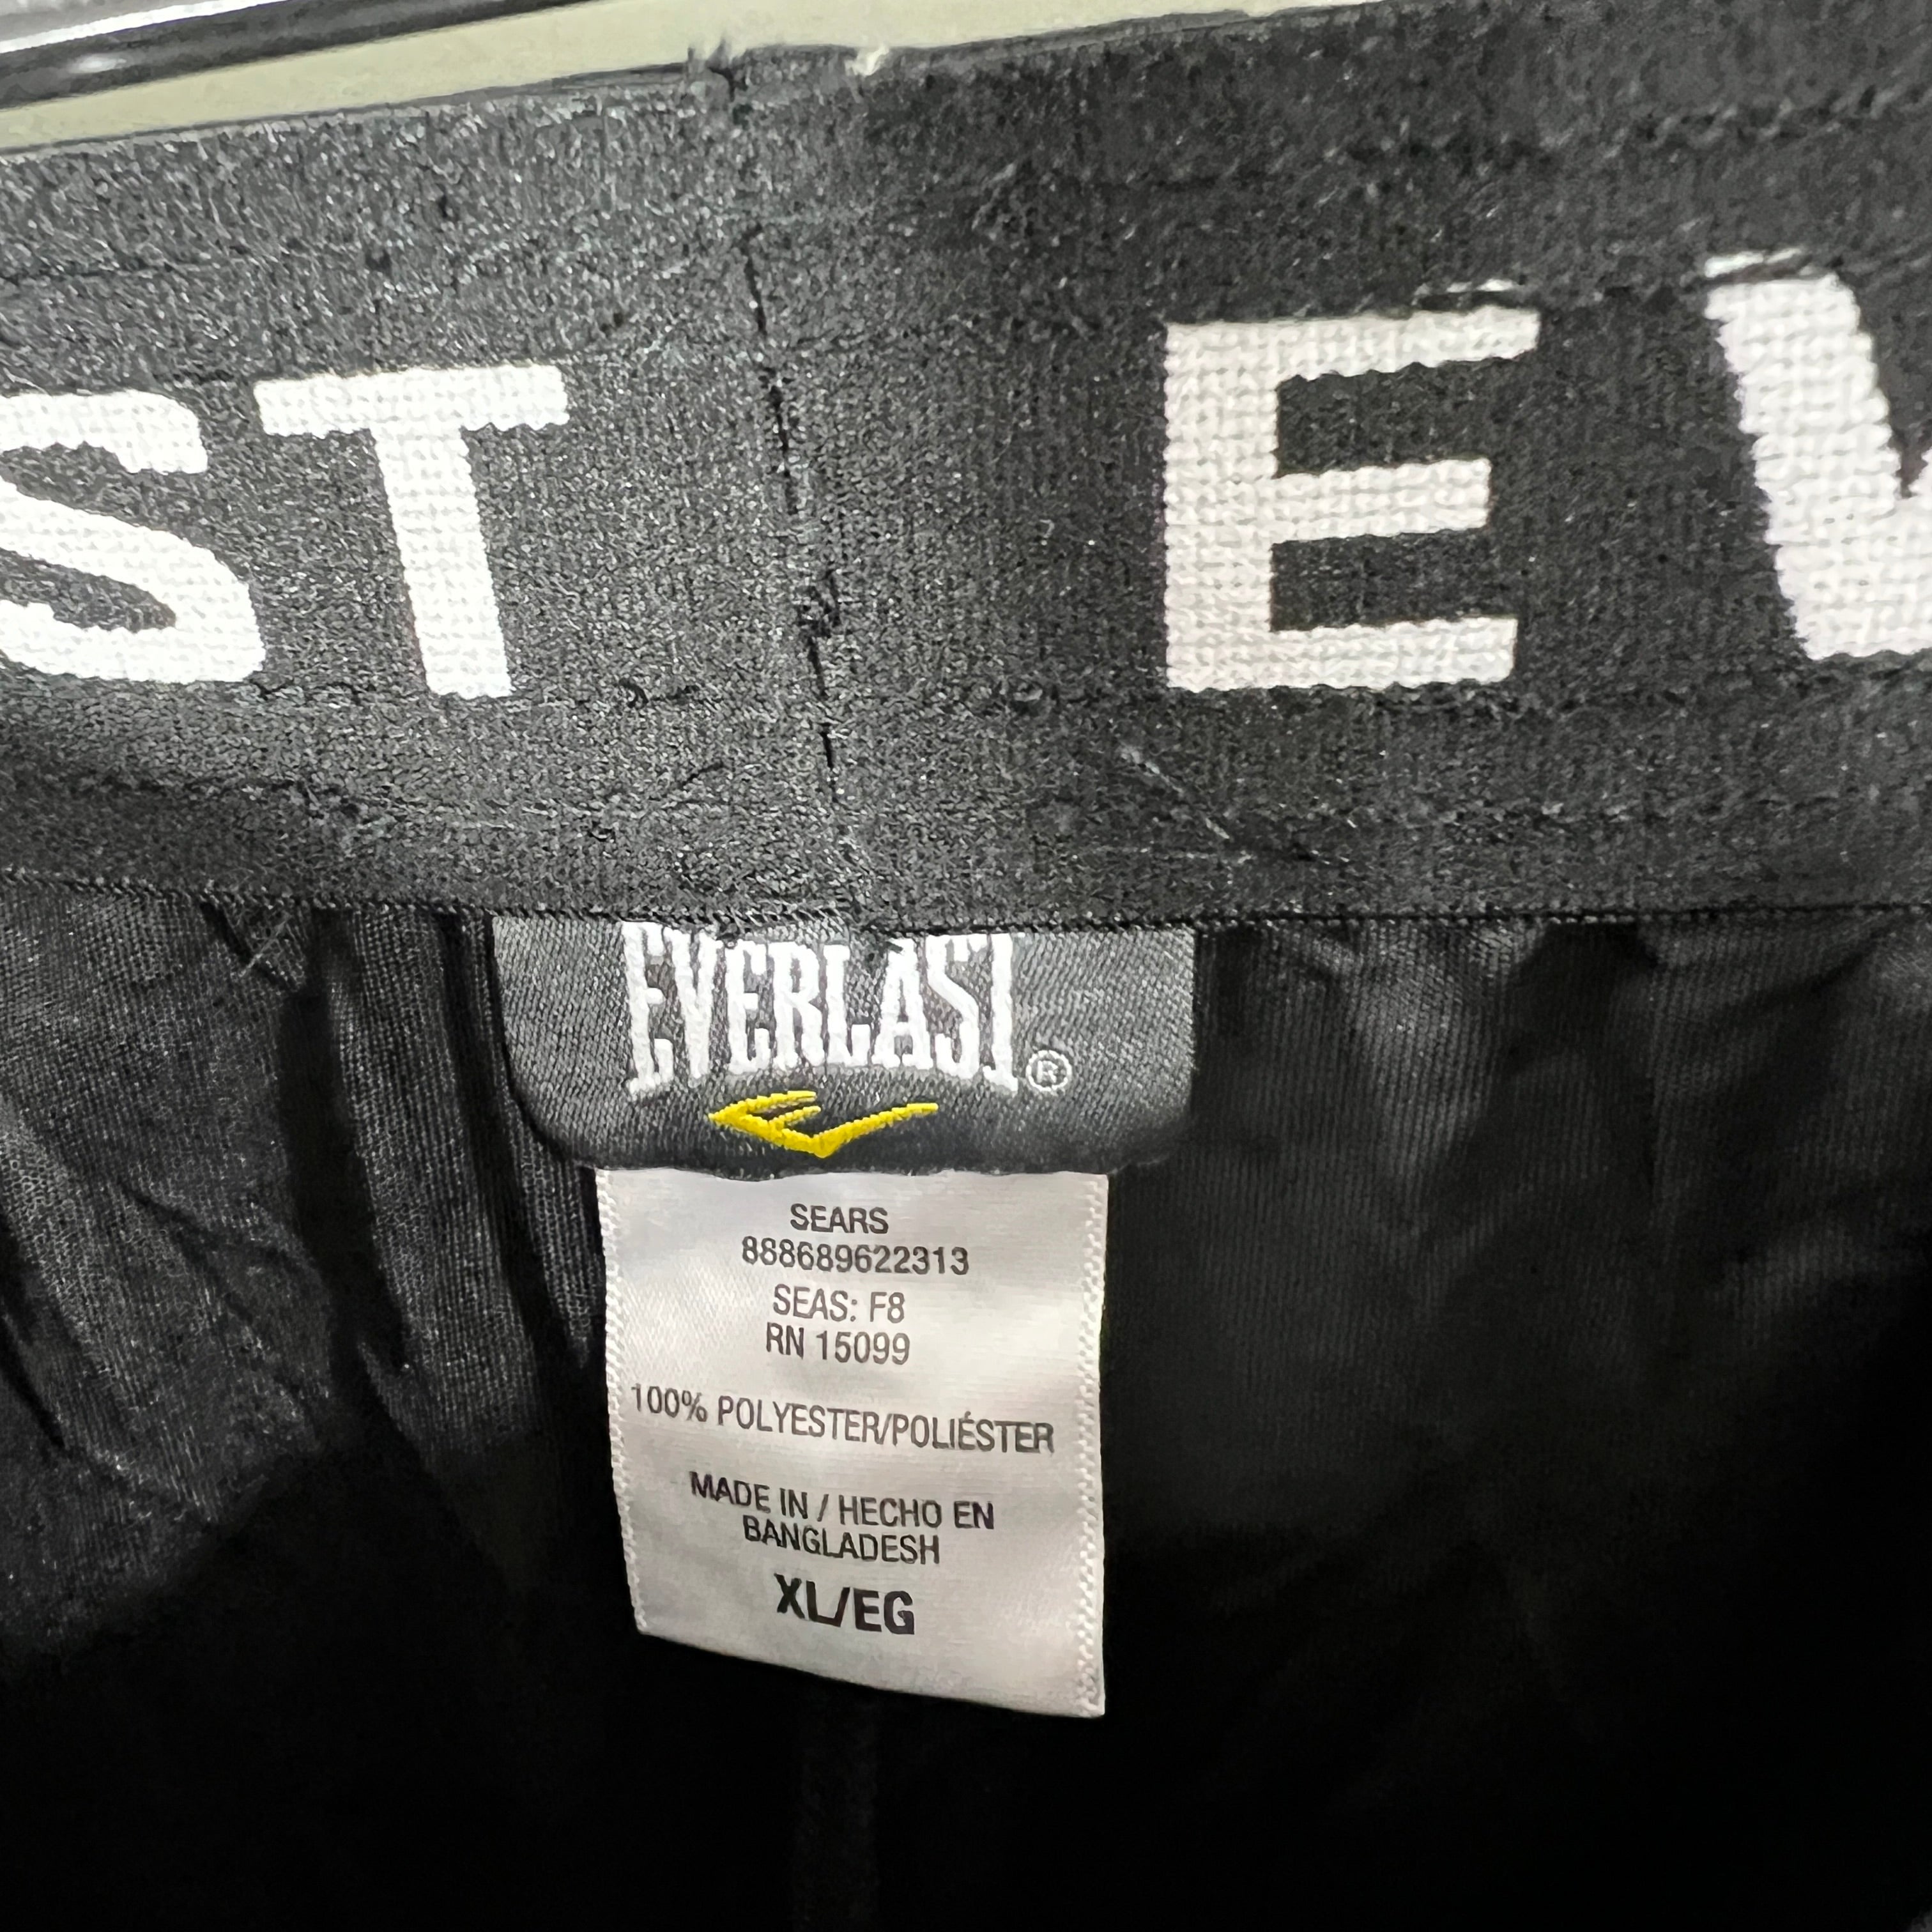 ST EV
EVERLAST®
SEARS
888689622313
SEAS: F8
RN 15099
100% POLYESTER/POLIÉSTER
MADE IN / HECHO EN
BANGLADESH
XL/EG